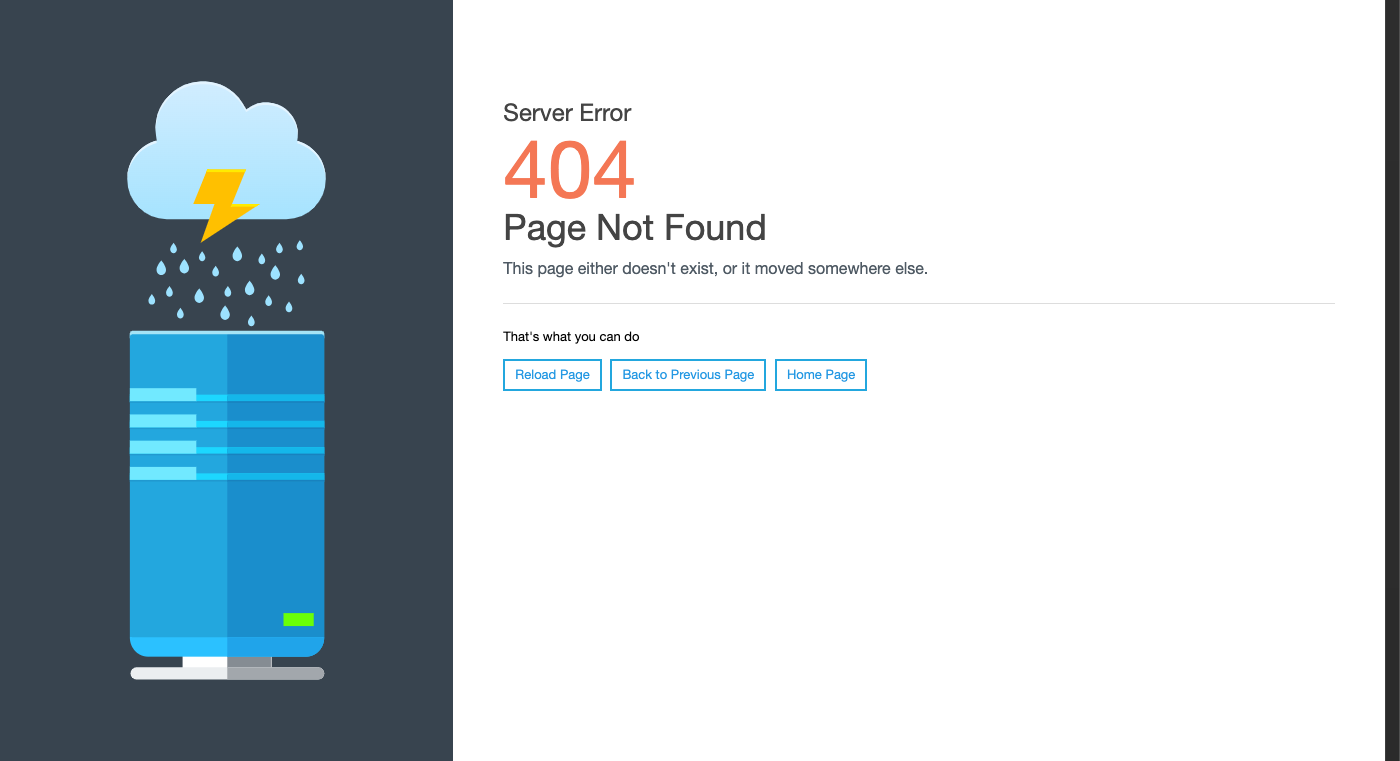 Server Error
404
Page Not Found
This page either doesn't exist, or it moved somewhere else.
That's what you can do
Reload Page
Back to Previous Page
Home Page